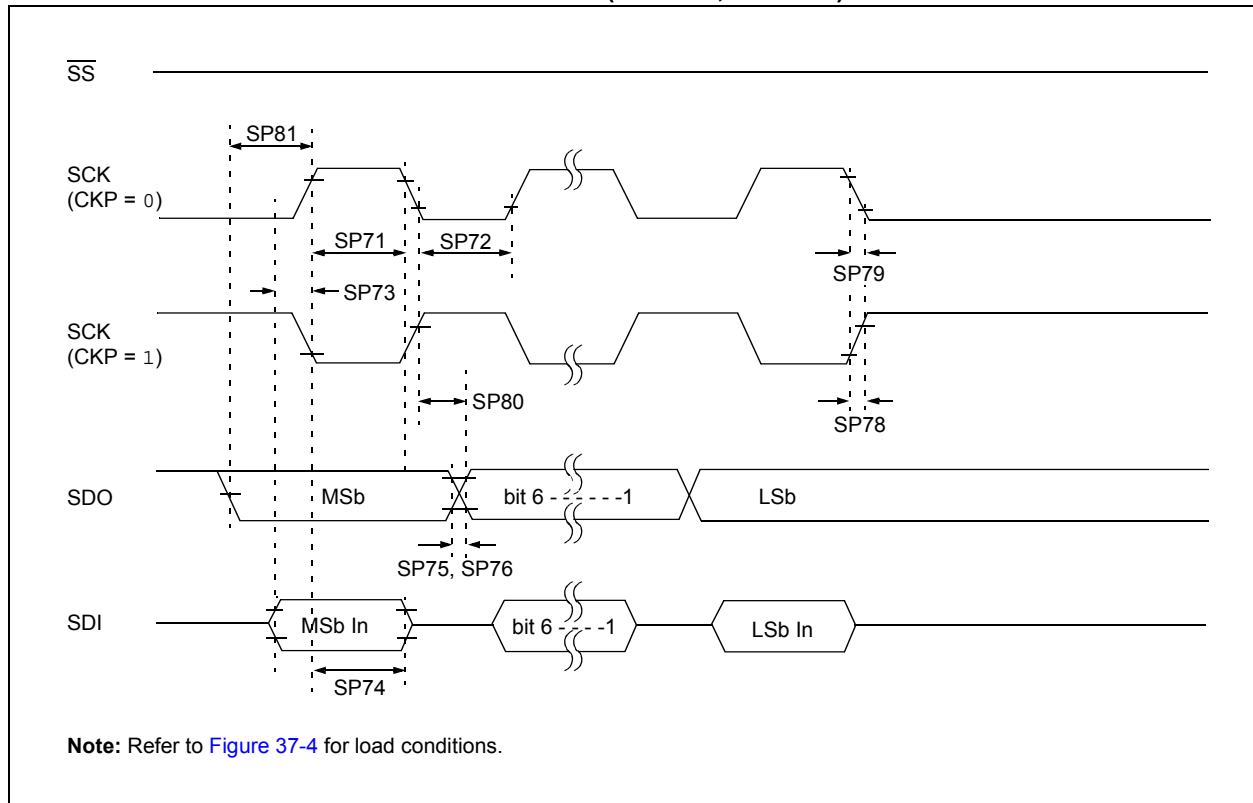 SS
SP81
SCK
(CKP = 0)
SP71
SP72
SP79
SP73
SCK
(CKP = 1)
SP80
SP78
SDO
MSb
bit 6 - - - - - - -1
LSb
SP75, SP76
SDI
MSb In
bit 6 - - - - -1
LSb In
SP74
Note: Refer to Figure 37-4 for load conditions.